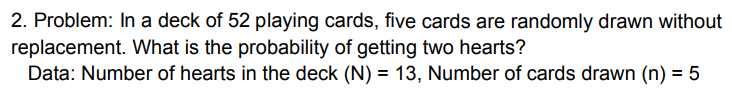 2. Problem: In a deck of 52 playing cards, five cards are randomly drawn without
replacement. What is the probability of getting two hearts?
Data: Number of hearts in the deck (N) = 13, Number of cards drawn (n) = 5